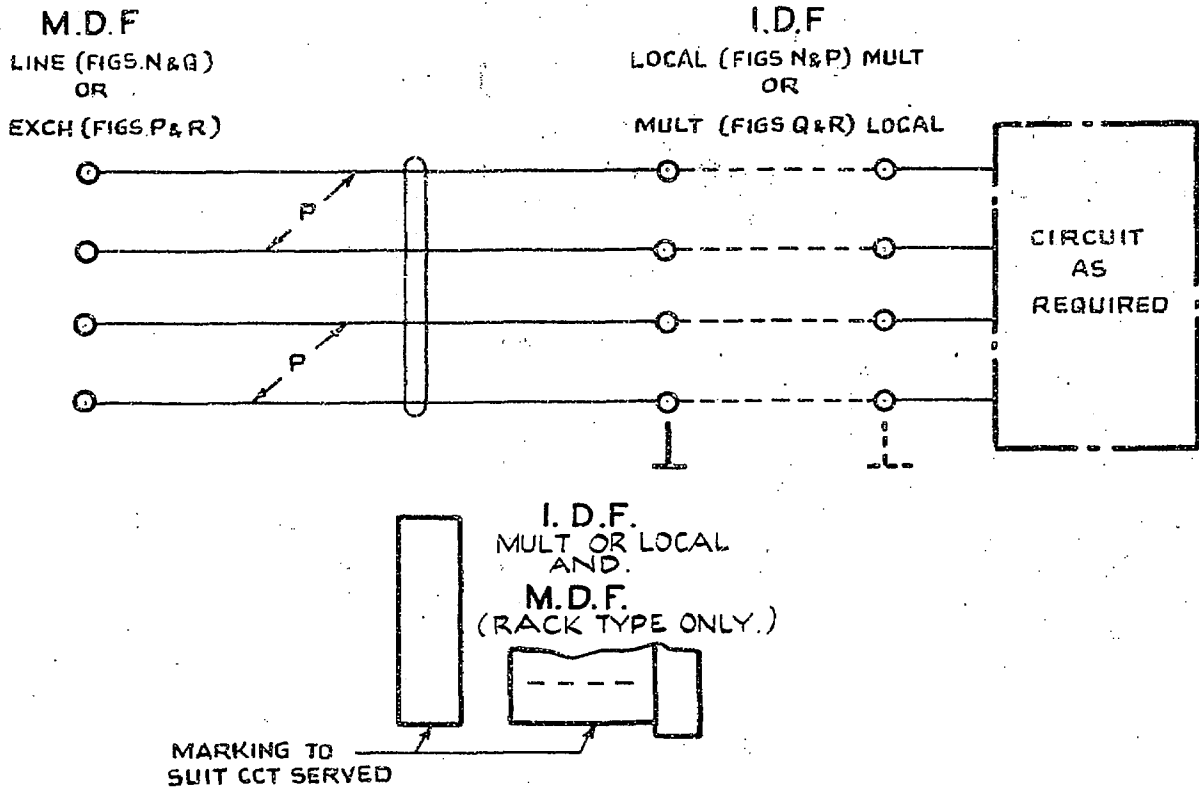 M.D.F
LINE (FIGS.N&Q)
OR
EXCH (FIGS.P&R)
I.D.F
LOCAL (FIGS N&P) MULT
OR
MULT (FIGS Q&R) LOCAL
P
P
CIRCUIT
AS
REQUIRED
I.D.F.
MULT OR LOCAL
AND.
M.D.F.
(RACK TYPE ONLY.)
MARKING TO
SUIT CCT SERVED